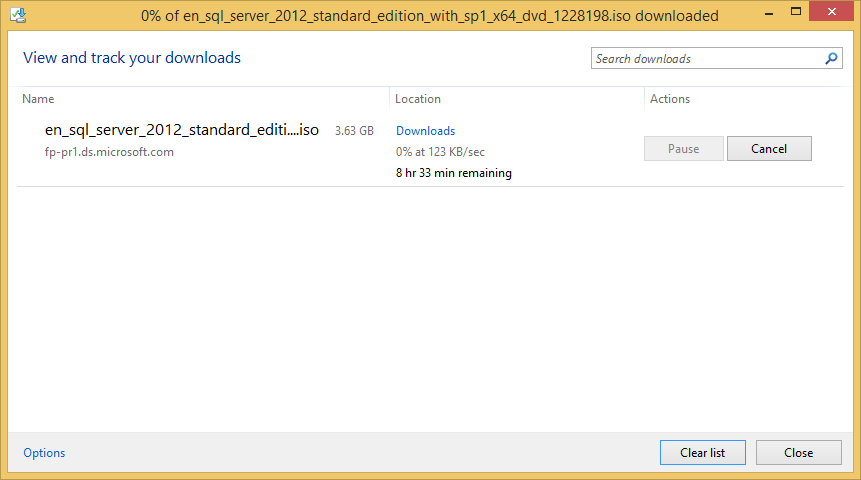 0% of en_sql_server_2012_standard_edition_with_sp1_x64_dvd_1228198.iso downloaded
View and track your downloads
Search downloads
Name Location Actions
en_sql_server_2012_standard_editi....iso 3.63 GB Downloads
fp-pr1.ds.microsoft.com 0% at 123 KB/sec Pause Cancel
8 hr 33 min remaining
Options Clear list Close